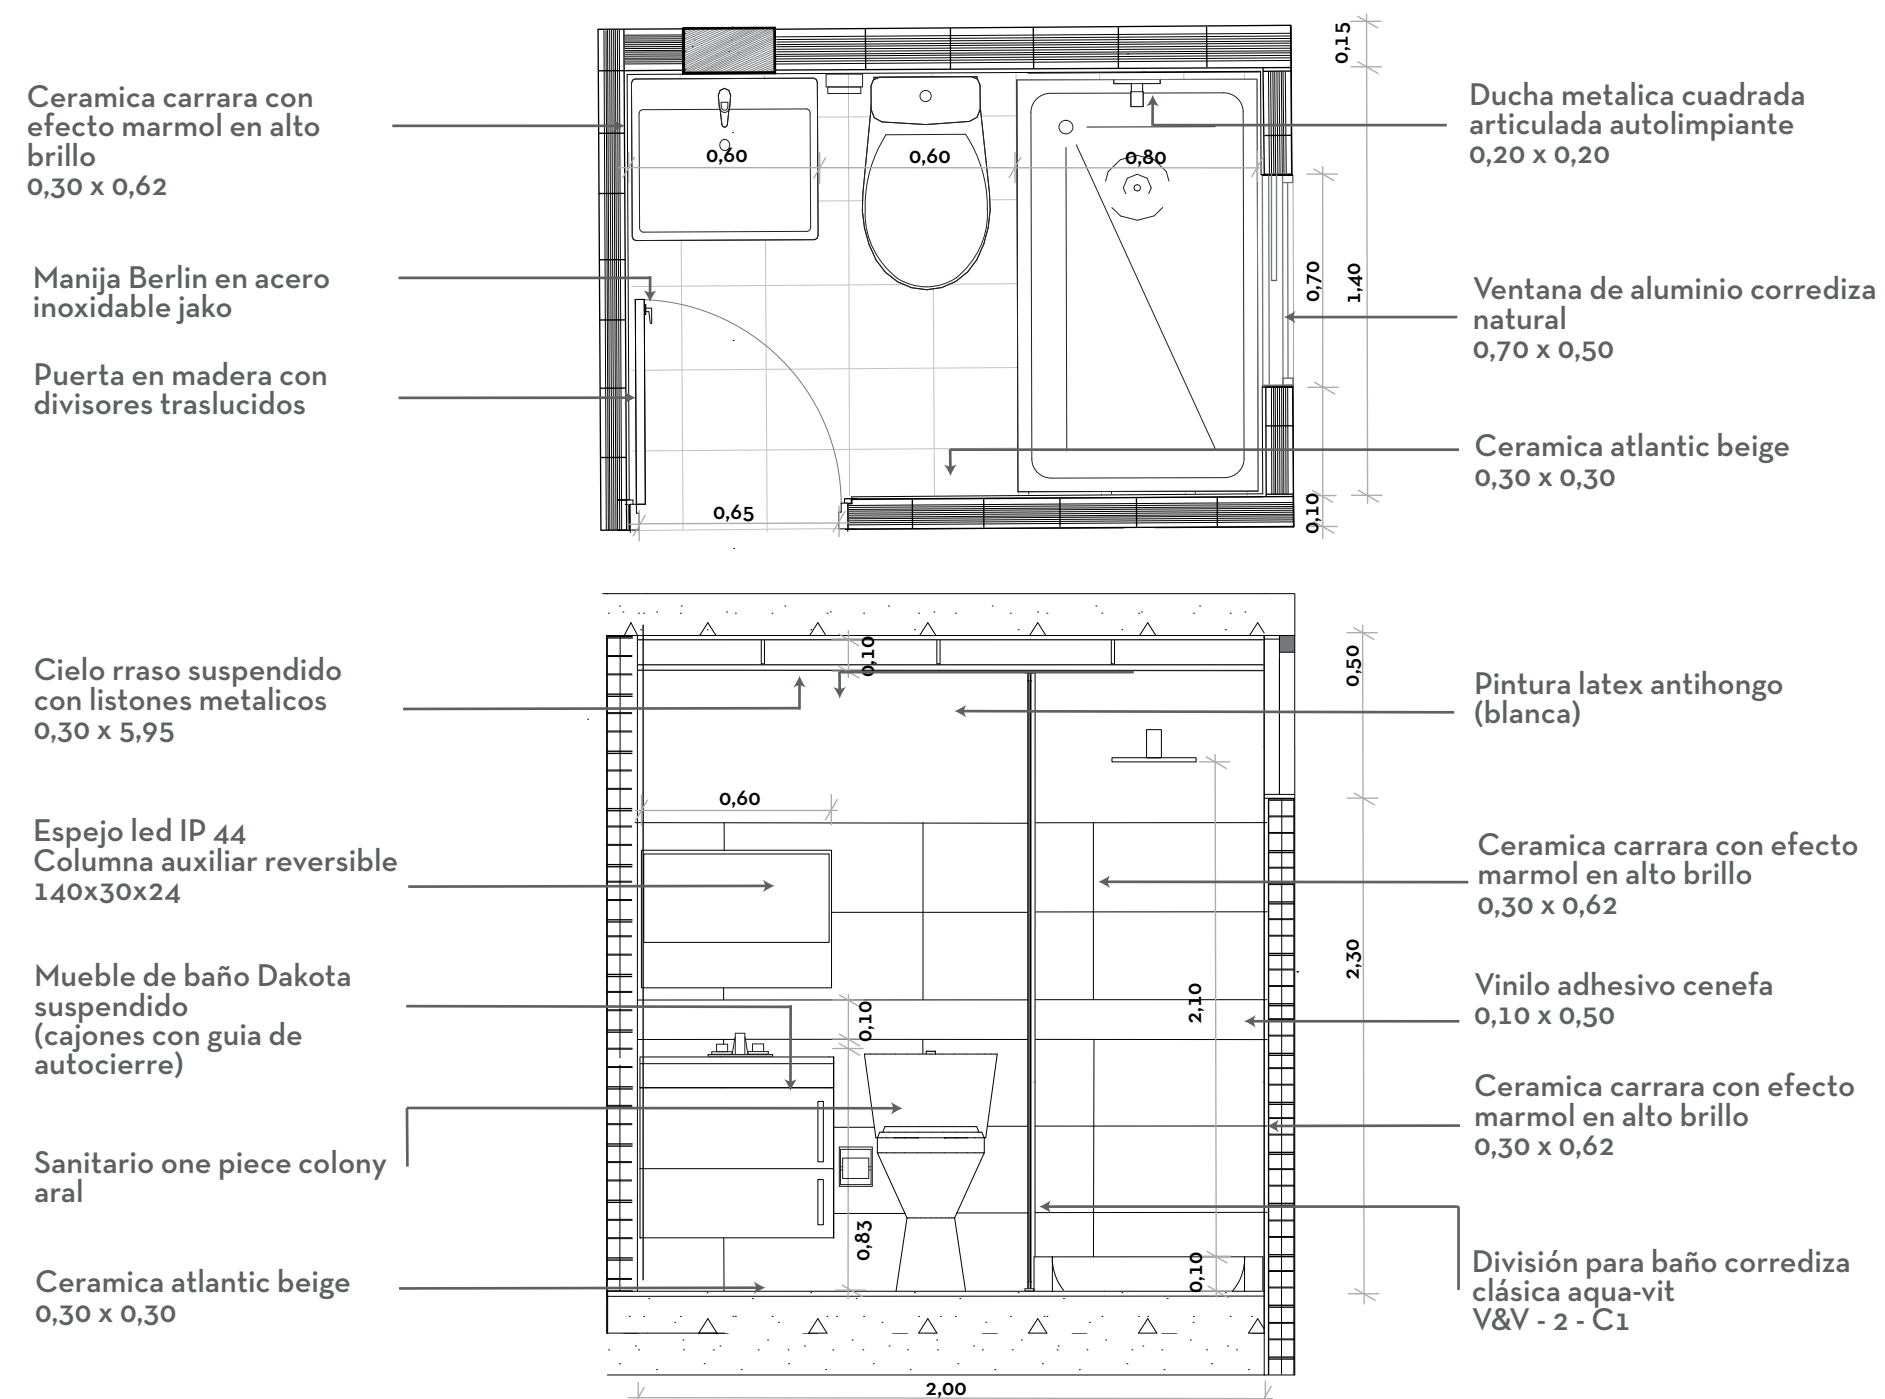 Ceramica carrara con
efecto marmol en alto
brillo
0,30 x 0,62
Manija Berlin en acero
inoxidable jako
Puerta en madera con
divisores traslucidos
0,60
0,60
0,80
0,65
0,15
0,70
1,40
0,10
Ducha metalica cuadrada
articulada autolimpiante
0,20 x 0,20
Ventana de aluminio corrediza
natural
0,70 x 0,50
Ceramica atlantic beige
0,30 x 0,30
Cielo rraso suspendido
con listones metalicos
0,30 x 5,95
Espejo led IP 44
Columna auxiliar reversible
140x30x24
Mueble de baño Dakota
suspendido
(cajones con guia de
autocierre)
Sanitario one piece colony
aral
Ceramica atlantic beige
0,30 x 0,30
0,10
0,60
0,10
0,83
2,10
0,10
0,50
2,30
2,00
Pintura latex antihongo
(blanca)
Ceramica carrara con efecto
marmol en alto brillo
0,30 x 0,62
Vinilo adhesivo cenefa
0,10 x 0,50
Ceramica carrara con efecto
marmol en alto brillo
0,30 x 0,62
División para baño corrediza
clásica aqua-vit
V&V - 2 - C1